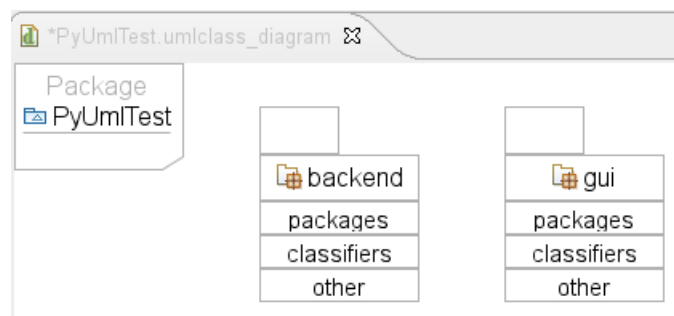 *PyUmlTest.umlclass_diagram
Package
PyUmlTest
backend
packages
classifiers
other
gui
packages
classifiers
other